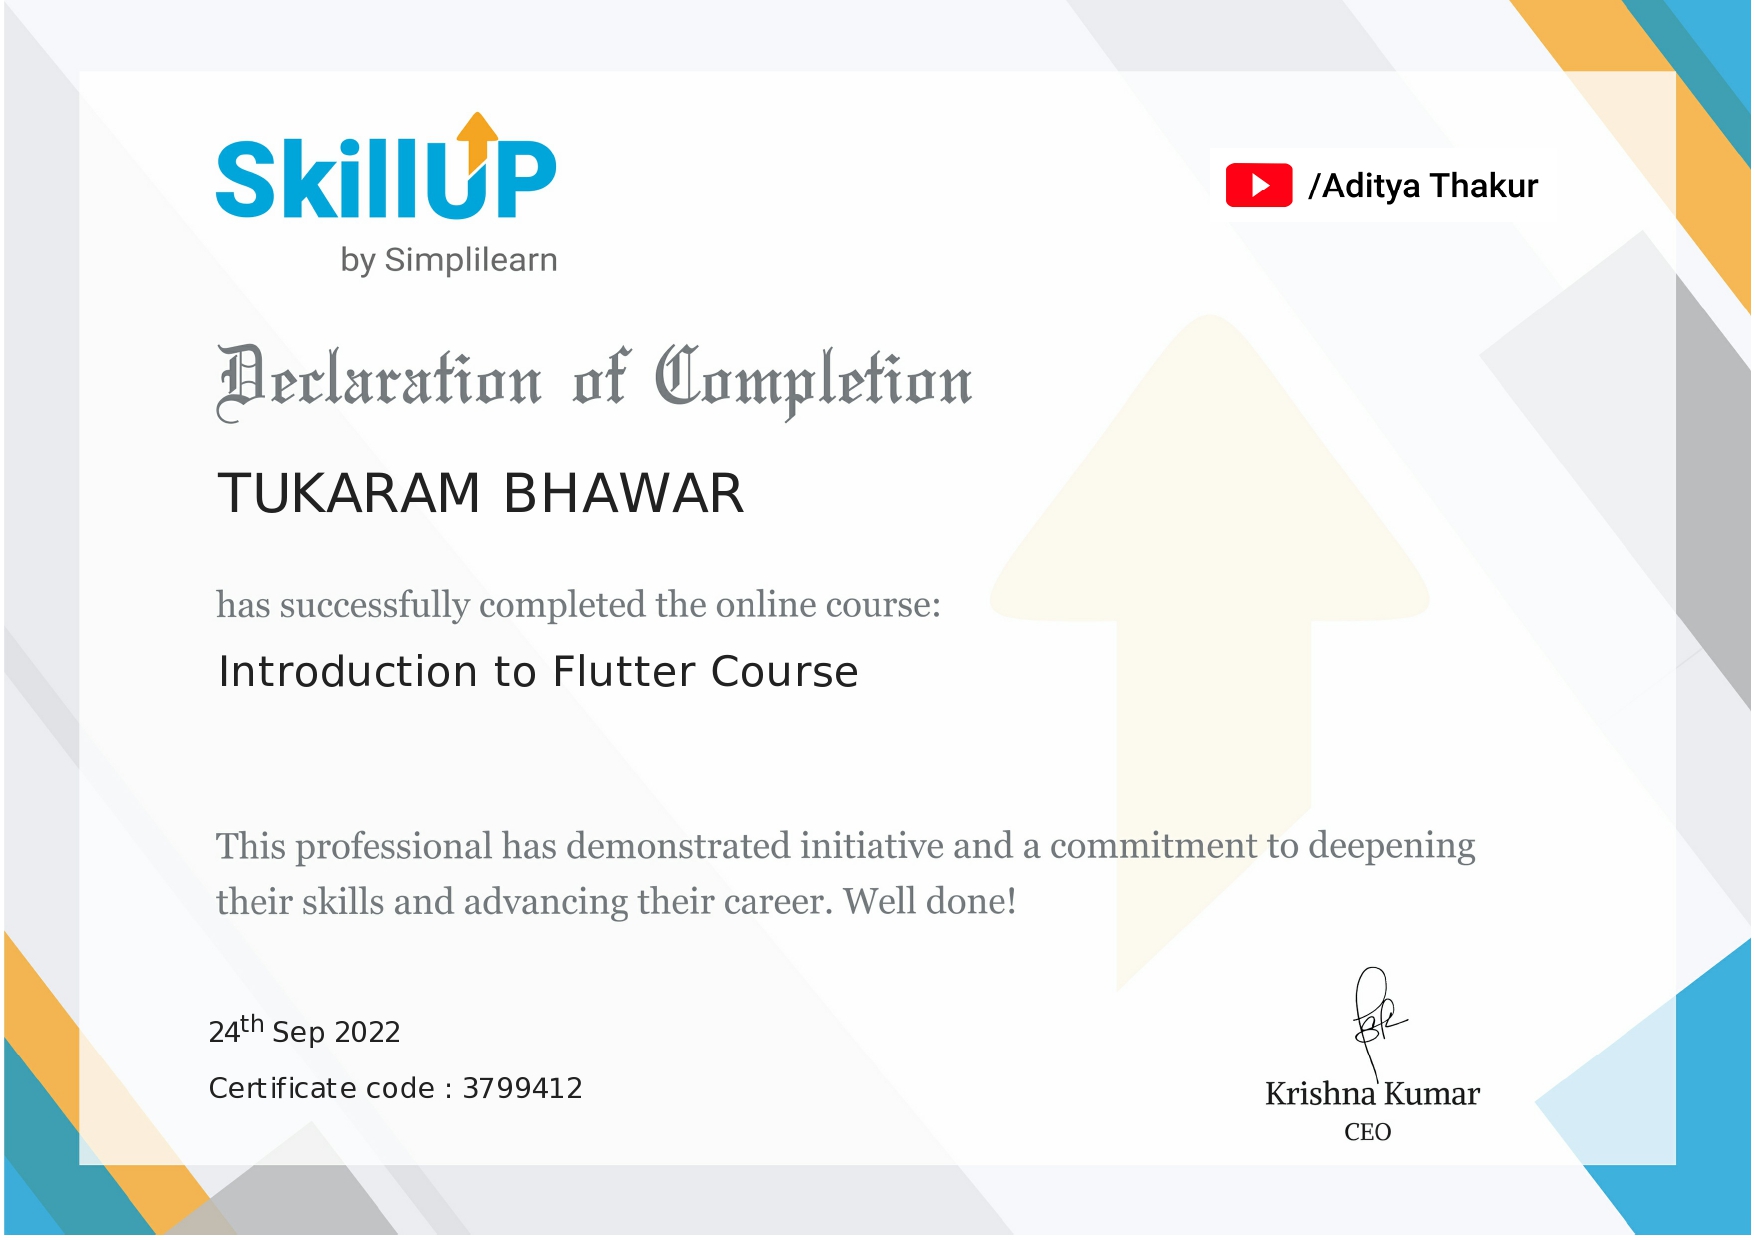 SkillUP
by Simplilearn
/Aditya Thakur
Declaration of Completion
TUKARAM BHAWAR
has successfully completed the online course:
Introduction to Flutter Course
This professional has demonstrated initiative and a commitment to deepening
their skills and advancing their career. Well done!
24th Sep 2022
Certificate code : 3799412
Krishna Kumar
CEO